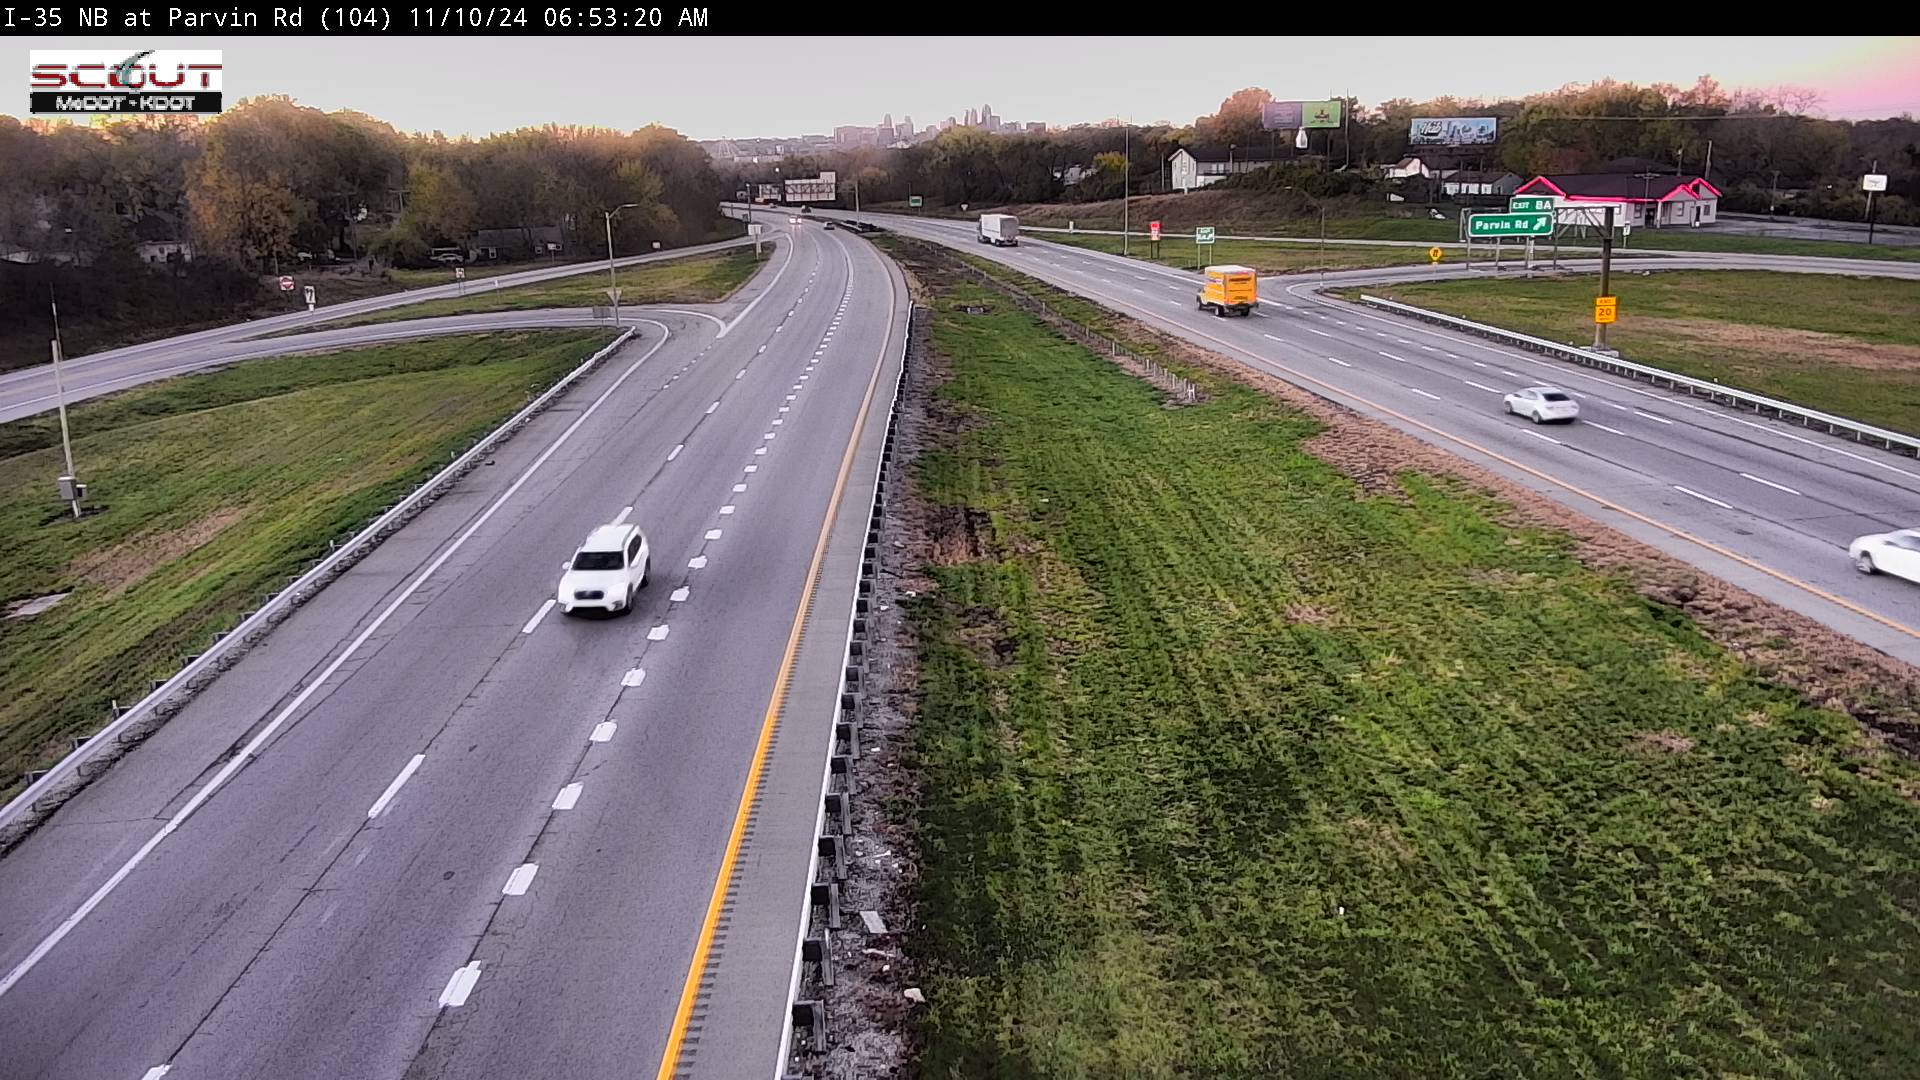 I-35 NB at Parvin Rd (104) 11/10/24 06:53:20 AM
SCOUT
MoDOT - KDOT
EXIT 8A
Parvin Rd
20